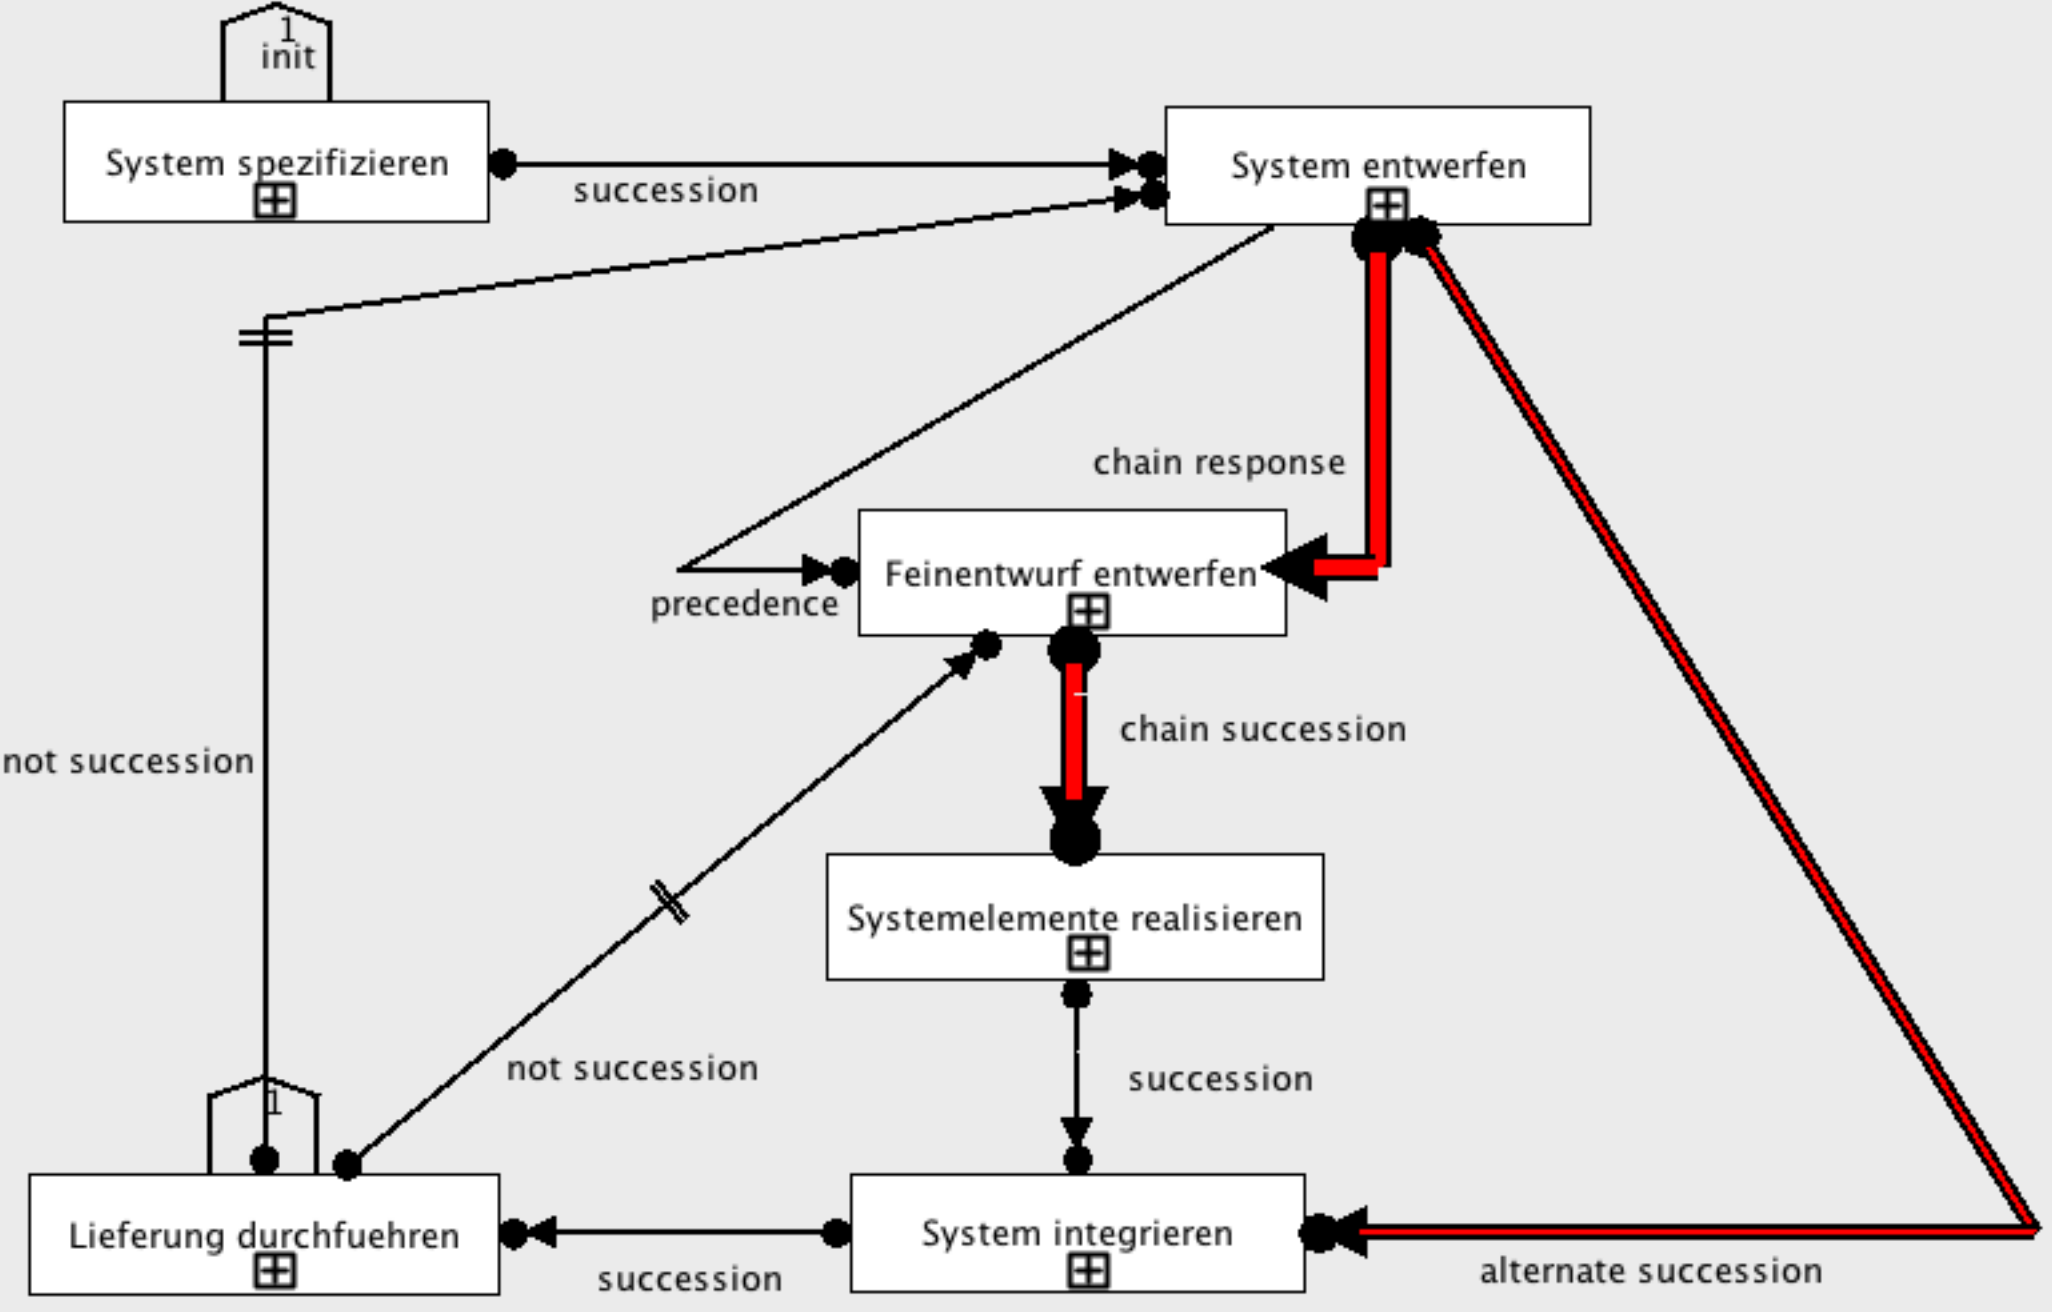 1
init
System spezifizieren
System entwerfen
succession
chain response
Feinentwurf entwerfen
precedence
chain succession
not succession
Systemelemente realisieren
not succession
succession
1
Lieferung durchfuehren
System integrieren
succession
alternate succession